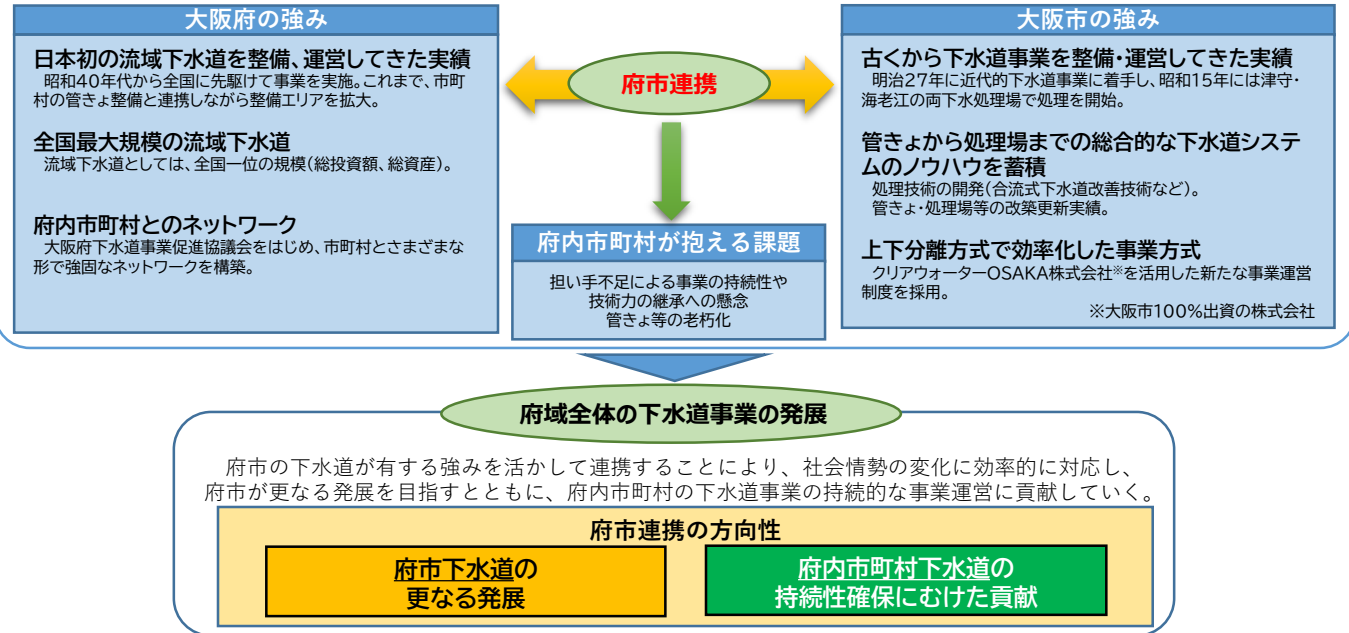 大阪府の強み
日本初の流域下水道を整備、運営してきた実績
昭和40年代から全国に先駆けて事業を実施。これまで、市町
村の管きょ整備と連携しながら整備エリアを拡大。
全国最大規模の流域下水道
流域下水道としては、全国一位の規模(総投資額、総資産)。
府内市町村とのネットワーク
大阪府下水道事業促進協議会をはじめ、市町村とさまざまな
形で強固なネットワークを構築。
府市連携
府内市町村が抱える課題
担い手不足による事業の持続性や
技術力の継承への懸念
管きょ等の老朽化
大阪市の強み
古くから下水道事業を整備・運営してきた実績
明治27年に近代的下水道事業に着手し、昭和15年には津守・
海老江の両下水処理場で処理を開始。
管きょから処理場までの総合的な下水道システ
ムのノウハウを蓄積
処理技術の開発(合流式下水道改善技術など)。
管きょ・処理場等の改築更新実績。
上下分離方式で効率化した事業方式
クリアウォーターOSAKA株式会社※を活用した新たな事業運営
制度を採用。
※大阪市100%出資の株式会社
府域全体の下水道事業の発展
府市の下水道が有する強みを活かして連携することにより、社会情勢の変化に効率的に対応し、
府市が更なる発展を目指すとともに、府内市町村の下水道事業の持続的な事業運営に貢献していく。
府市連携の方向性
府市下水道の
更なる発展
府内市町村下水道の
持続性確保にむけた貢献